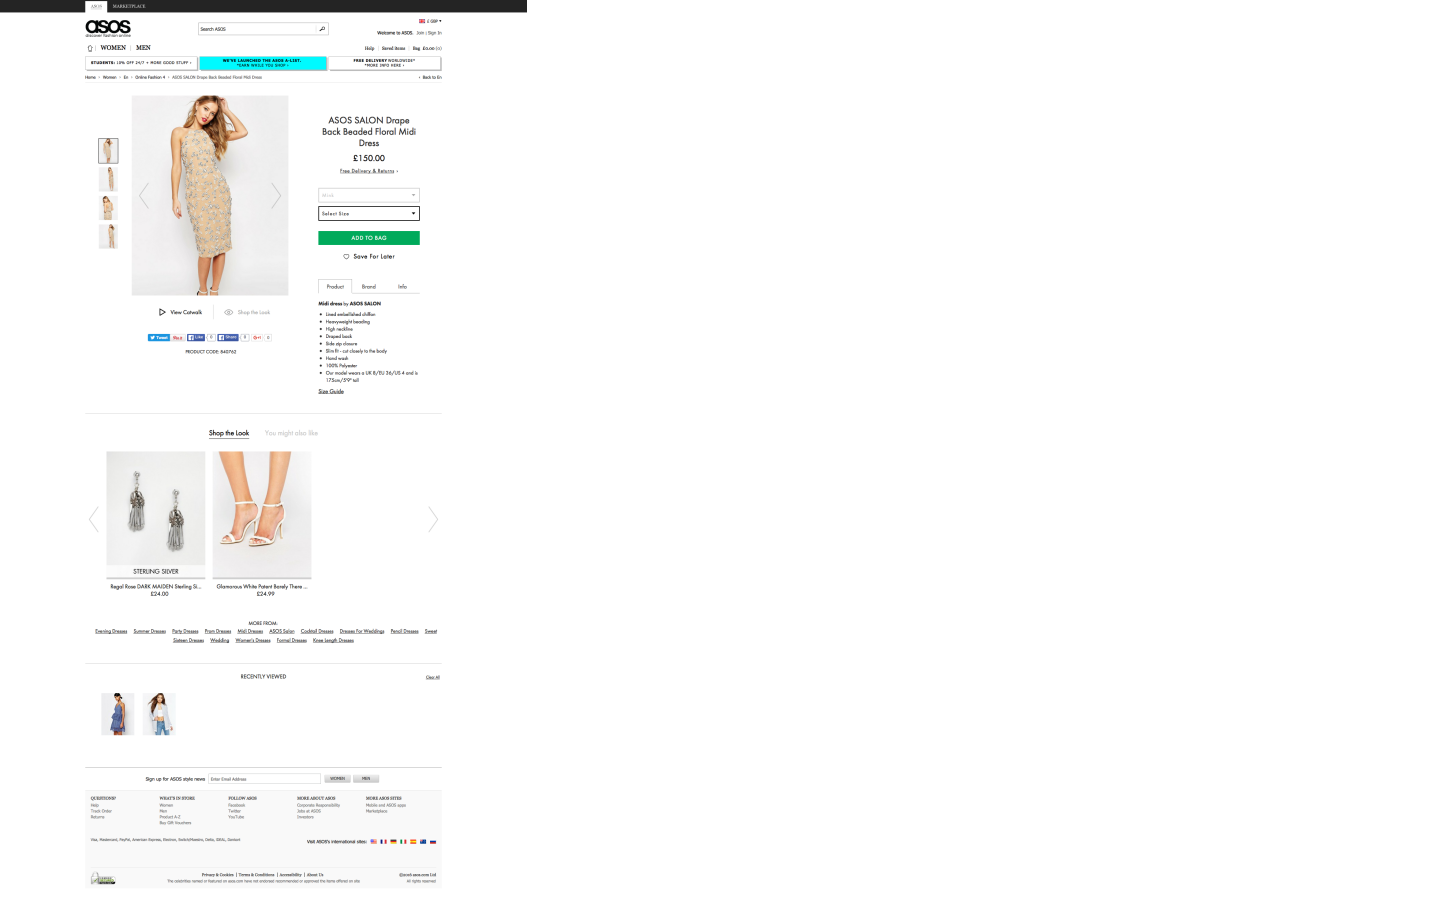 ASOS MARKETPLACE
asos
discover fashion online
Search ASOS
£ GBP
Welcome to ASOS. Join / Sign In
WOMEN MEN
Help Saved Items Bag £0.00 (0)
STUDENTS: 10% OFF 24/7 + MORE GOOD STUFF ›
WE'VE LAUNCHED THE ASOS A-LIST.
*EARN WHILE YOU SHOP ›
FREE DELIVERY WORLDWIDE*
*MORE INFO HERE ›
Home › Women › En › Online Fashion 4 › ASOS SALON Drape Back Beaded Floral Midi Dress
‹ Back to En
ASOS SALON Drape
Back Beaded Floral Midi
Dress
£150.00
Free Delivery & Returns ›
Mink
Select Size
ADD TO BAG
Save For Later
Product Brand Info
Midi dress by ASOS SALON
Lined embellished chiffon
Heavyweight beading
High neckline
Draped back
Side zip closure
Slim fit - cut closely to the body
Hand wash
100% Polyester
Our model wears a UK 8/EU 36/US 4 and is
175cm/5'9" tall
Size Guide
View Catwalk
Shop the Look
Tweet Pin it Like 0 Share 0 G+1 0
PRODUCT CODE: 840762
Shop the Look You might also like
STERLING SILVER
Regal Rose DARK MAIDEN Sterling Si...
£24.00
Glamorous White Patent Barely There ...
£24.99
MORE FROM:
Evening Dresses Summer Dresses Party Dresses Prom Dresses Midi Dresses ASOS Salon Cocktail Dresses Dresses For Weddings Pencil Dresses Sweet
Sixteen Dresses Wedding Women's Dresses Formal Dresses Knee Length Dresses
RECENTLY VIEWED
Clear All
Sign up for ASOS style news Enter Email Address WOMEN MEN
QUESTIONS?
Help
Track Order
Returns
WHAT'S IN STORE
Women
Men
Product A-Z
Buy Gift Vouchers
FOLLOW ASOS
Facebook
Twitter
YouTube
MORE ABOUT ASOS
Corporate Responsibility
Jobs at ASOS
Investors
MORE ASOS SITES
Mobile and ASOS apps
Marketplace
Visa, Mastercard, PayPal, American Express, Electron, Switch/Maestro, Delta, iDEAL, Dankort
Visit ASOS's international sites:
Privacy & Cookies | Terms & Conditions | Accessibility | About Us
The celebrities named or featured on asos.com have not endorsed recommended or approved the items offered on site
©2016 asos.com Ltd
All rights reserved